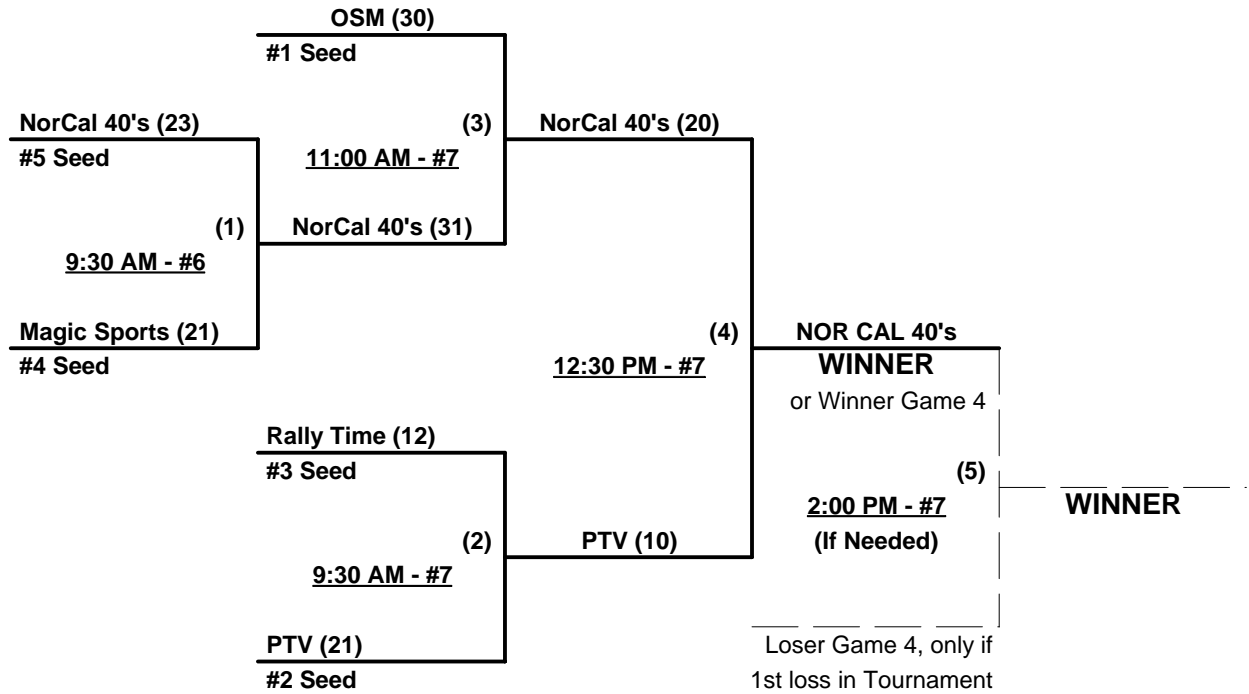 OSM (30)
#1 Seed
NorCal 40's (23)
#5 Seed
(3)
11:00 AM - #7
NorCal 40's (20)
(1)
9:30 AM - #6
NorCal 40's (31)
Magic Sports (21)
#4 Seed
(4)
12:30 PM - #7
NOR CAL 40's
WINNER
or Winner Game 4
Rally Time (12)
#3 Seed
(5)
2:00 PM - #7
(If Needed)
WINNER
(2)
9:30 AM - #7
PTV (10)
PTV (21)
#2 Seed
Loser Game 4, only if
1st loss in Tournament